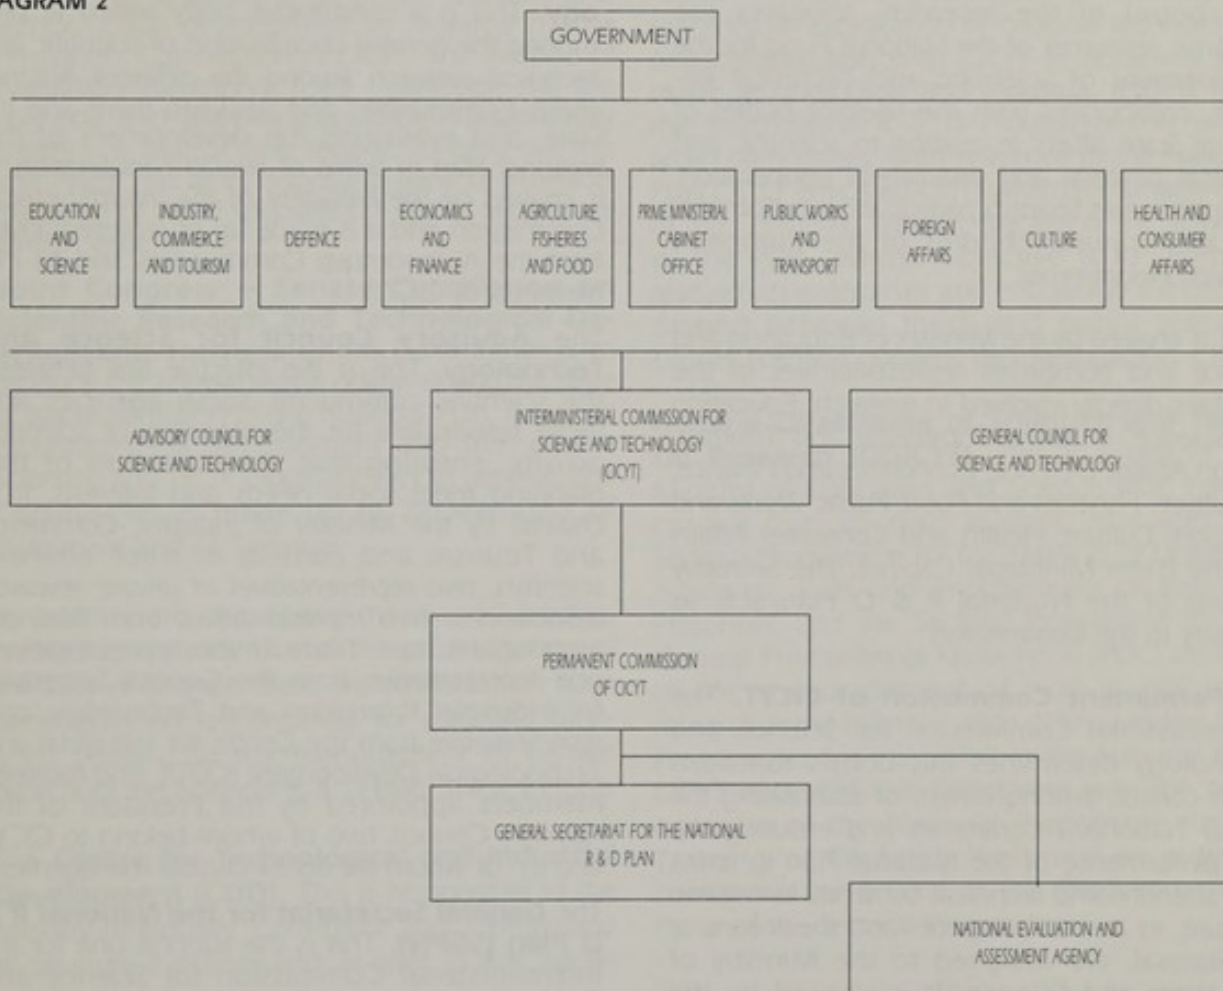 AGRAM 2
GOVERNMENT
EDUCATION
AND
SCIENCE
INDUSTRY,
COMMERCE
AND TOURISM
DEFENCE
ECONOMICS
AND
FINANCE
AGRICULTURE,
FISHERIES
AND FOOD
PRIME MINISTERAL
CABINET
OFFICE
PUBLIC WORKS
AND
TRANSPORT
FOREIGN
AFFAIRS
CULTURE
HEALTH AND
CONSUMER
AFFAIRS
ADVISORY COUNCIL FOR
SCIENCE AND TECHNOLOGY
INTERMINISTERIAL COMMISSION FOR
SCIENCE AND TECHNOLOGY
(CICYT)
GENERAL COUNCIL FOR
SCIENCE AND TECHNOLOGY
PERMANENT COMMISSION
OF CICYT
GENERAL SECRETARIAT FOR THE NATIONAL
R & D PLAN
NATIONAL EVALUATION AND
ASSESSMENT AGENCY